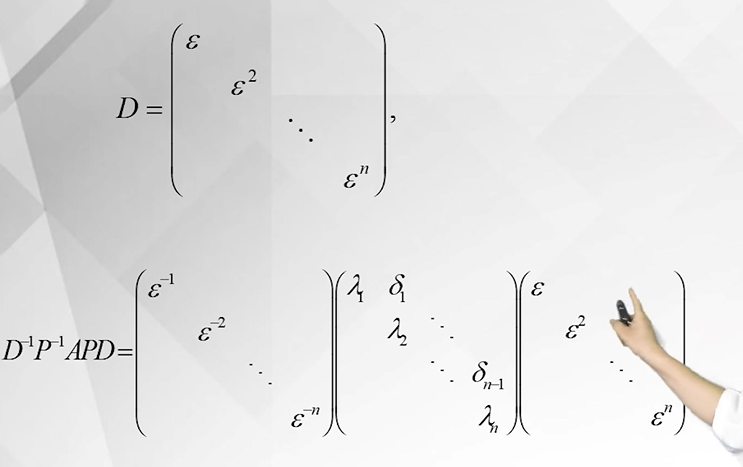 D = \begin{pmatrix} \varepsilon & & & \\ & \varepsilon^2 & & \\ & & \ddots & \\ & & & \varepsilon^n \end{pmatrix},
D^{-1}P^{-1}APD = \begin{pmatrix} \varepsilon^{-1} & & & \\ & \varepsilon^{-2} & & \\ & & \ddots & \\ & & & \varepsilon^{-n} \end{pmatrix} \begin{pmatrix} \lambda_1 & \delta_1 & & \\ & \lambda_2 & \ddots & \\ & & \ddots & \delta_{n-1} \\ & & & \lambda_n \end{pmatrix} \begin{pmatrix} \varepsilon & & & \\ & \varepsilon^2 & & \\ & & \ddots & \\ & & & \varepsilon^n \end{pmatrix}